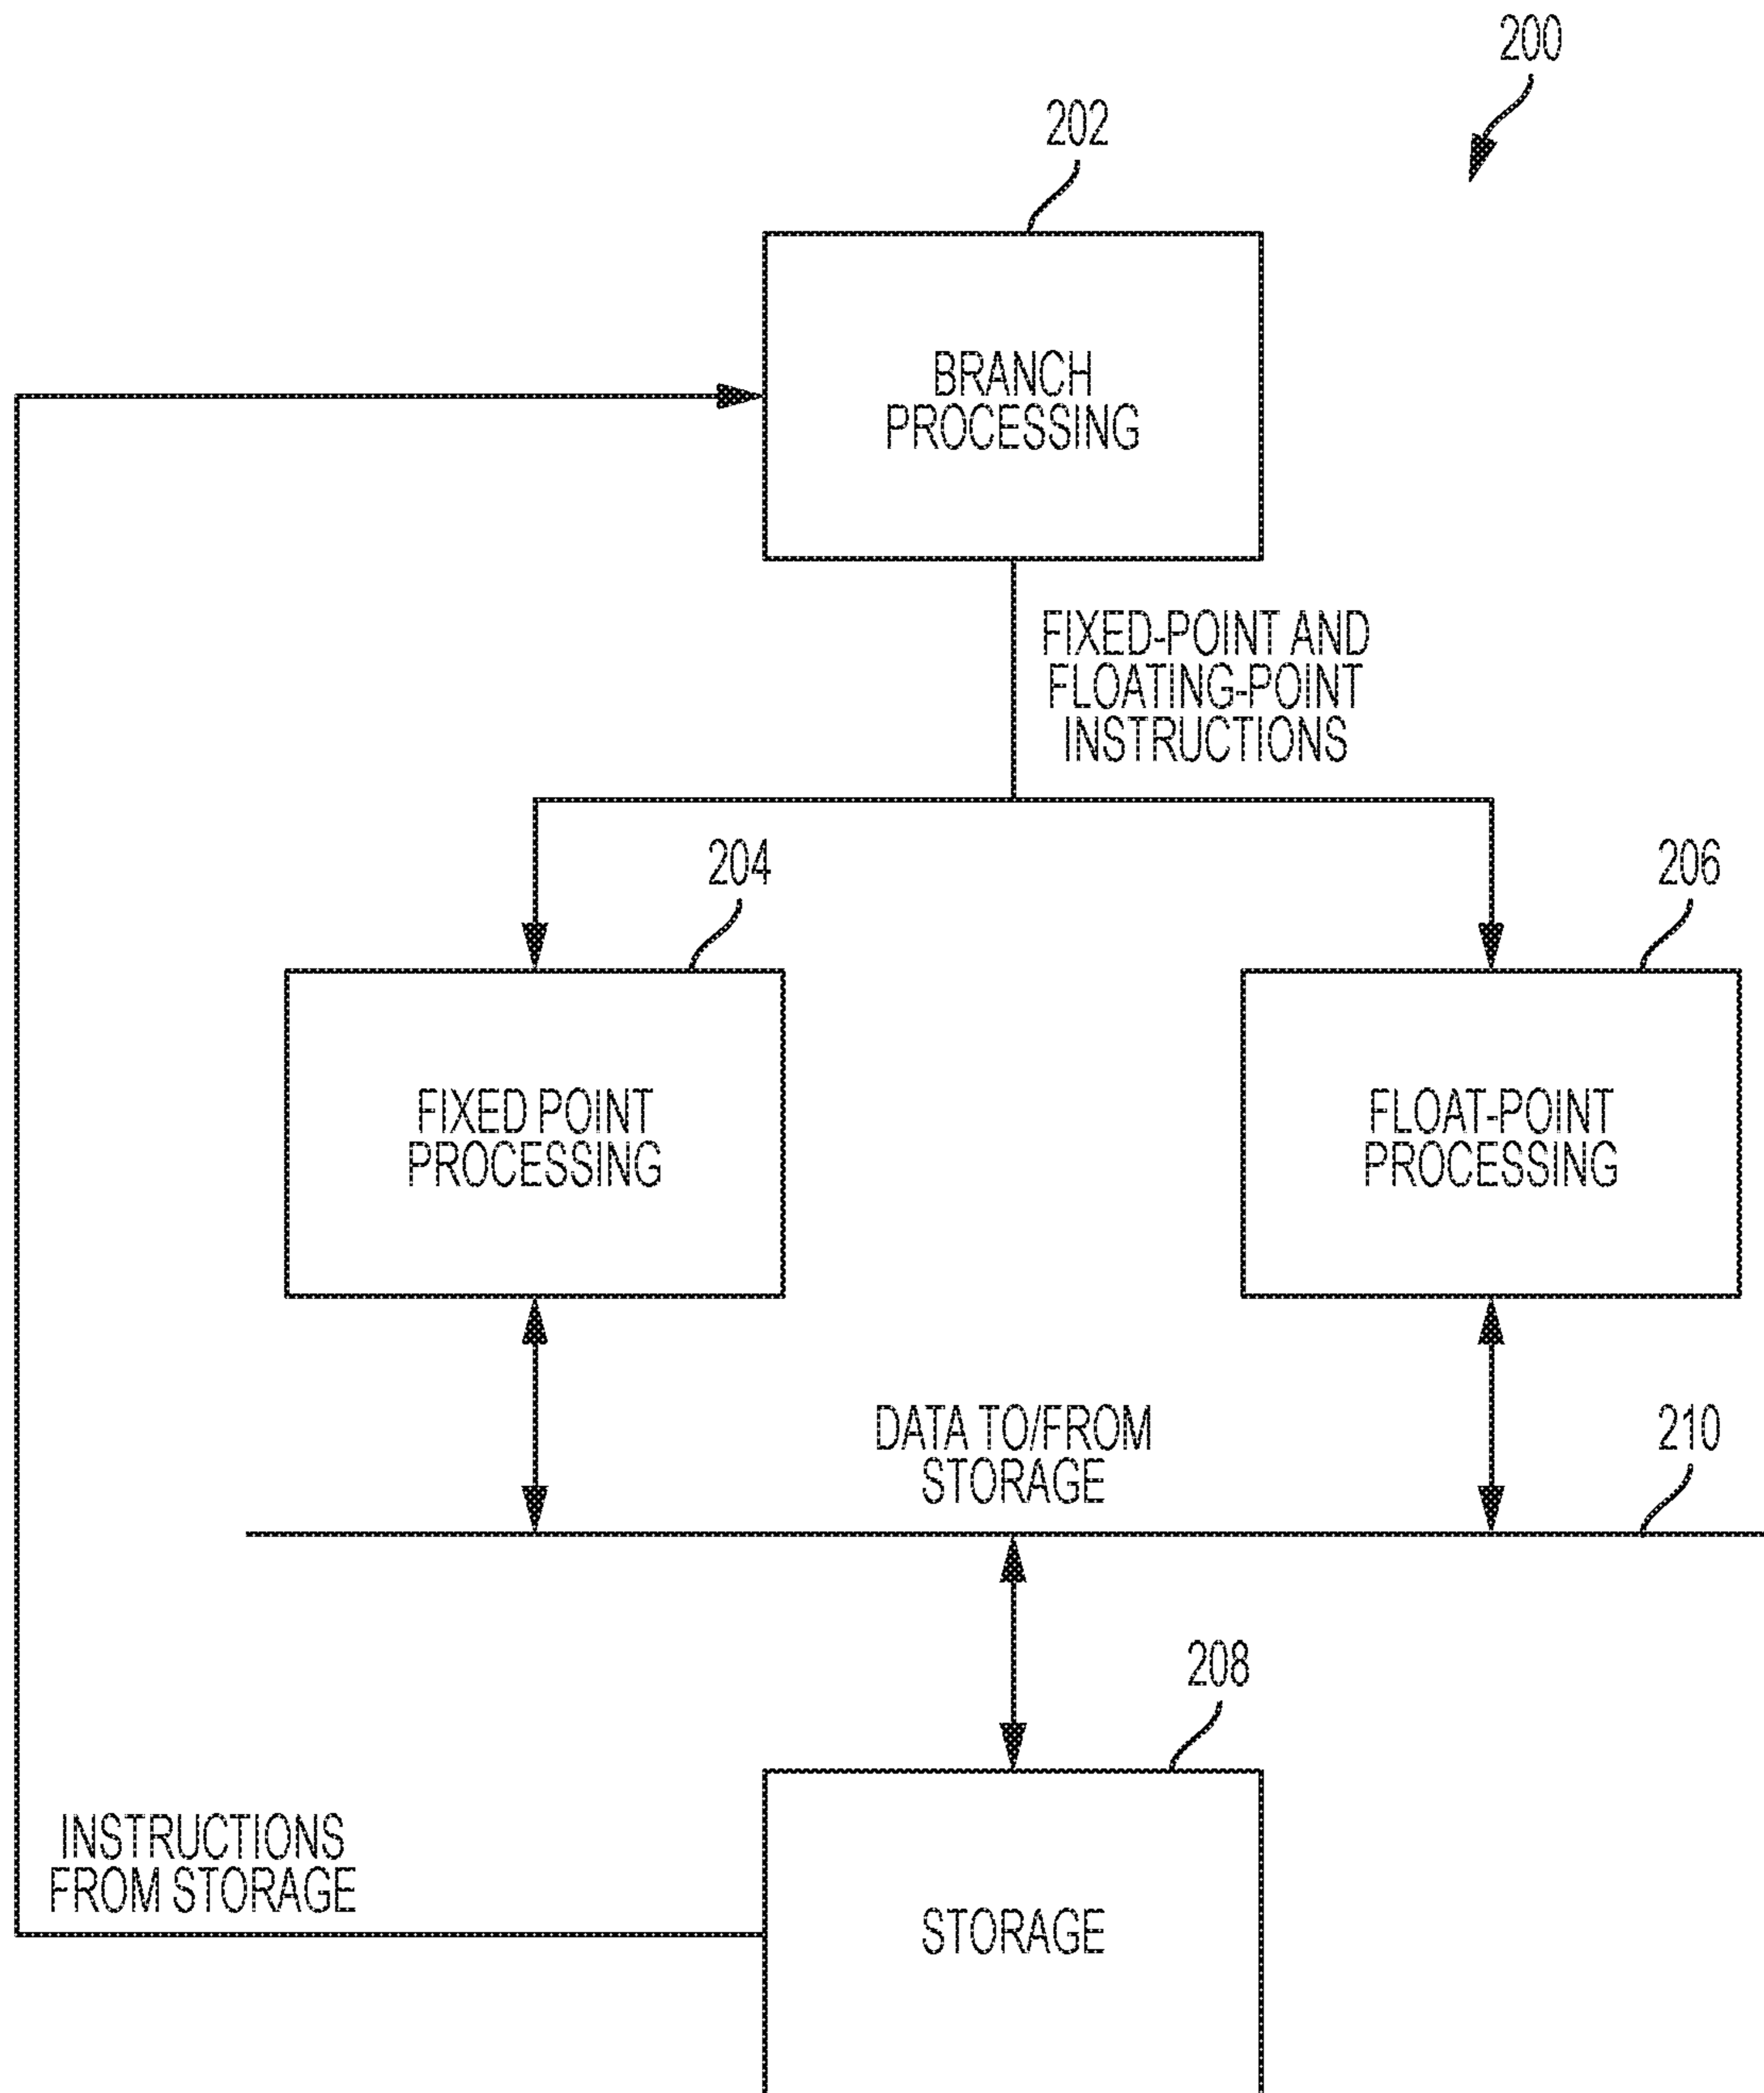 200
202
BRANCH
PROCESSING
FIXED-POINT AND
FLOATING-POINT
INSTRUCTIONS
204
206
FIXED POINT
PROCESSING
FLOAT-POINT
PROCESSING
DATA TO/FROM
STORAGE
210
208
INSTRUCTIONS
FROM STORAGE
STORAGE